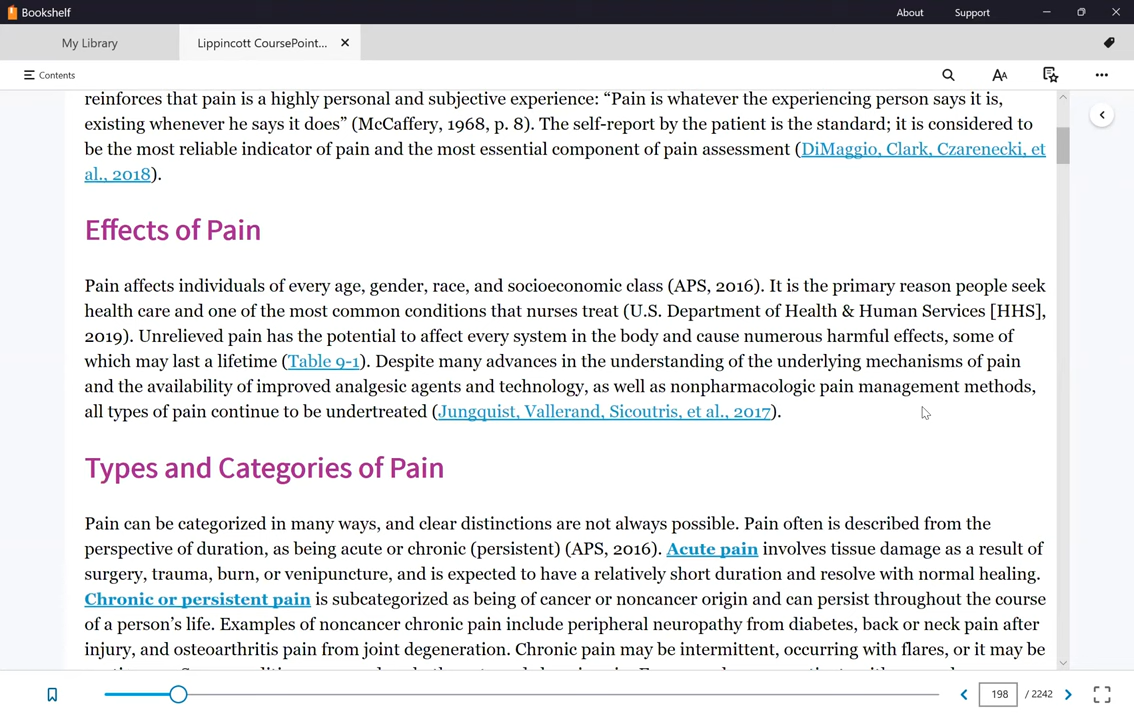 Bookshelf
About
Support
My Library
Lippincott CoursePoint...
Contents
reinforces that pain is a highly personal and subjective experience: “Pain is whatever the experiencing person says it is,
existing whenever he says it does” (McCaffery, 1968, p. 8). The self-report by the patient is the standard; it is considered to
be the most reliable indicator of pain and the most essential component of pain assessment (DiMaggio, Clark, Czarenecki, et
al., 2018).
Effects of Pain
Pain affects individuals of every age, gender, race, and socioeconomic class (APS, 2016). It is the primary reason people seek
health care and one of the most common conditions that nurses treat (U.S. Department of Health & Human Services [HHS],
2019). Unrelieved pain has the potential to affect every system in the body and cause numerous harmful effects, some of
which may last a lifetime (Table 9-1). Despite many advances in the understanding of the underlying mechanisms of pain
and the availability of improved analgesic agents and technology, as well as nonpharmacologic pain management methods,
all types of pain continue to be undertreated (Jungquist, Vallerand, Sicoutris, et al., 2017).
Types and Categories of Pain
Pain can be categorized in many ways, and clear distinctions are not always possible. Pain often is described from the
perspective of duration, as being acute or chronic (persistent) (APS, 2016). Acute pain involves tissue damage as a result of
surgery, trauma, burn, or venipuncture, and is expected to have a relatively short duration and resolve with normal healing.
Chronic or persistent pain is subcategorized as being of cancer or noncancer origin and can persist throughout the course
of a person’s life. Examples of noncancer chronic pain include peripheral neuropathy from diabetes, back or neck pain after
injury, and osteoarthritis pain from joint degeneration. Chronic pain may be intermittent, occurring with flares, or it may be
198 / 2242